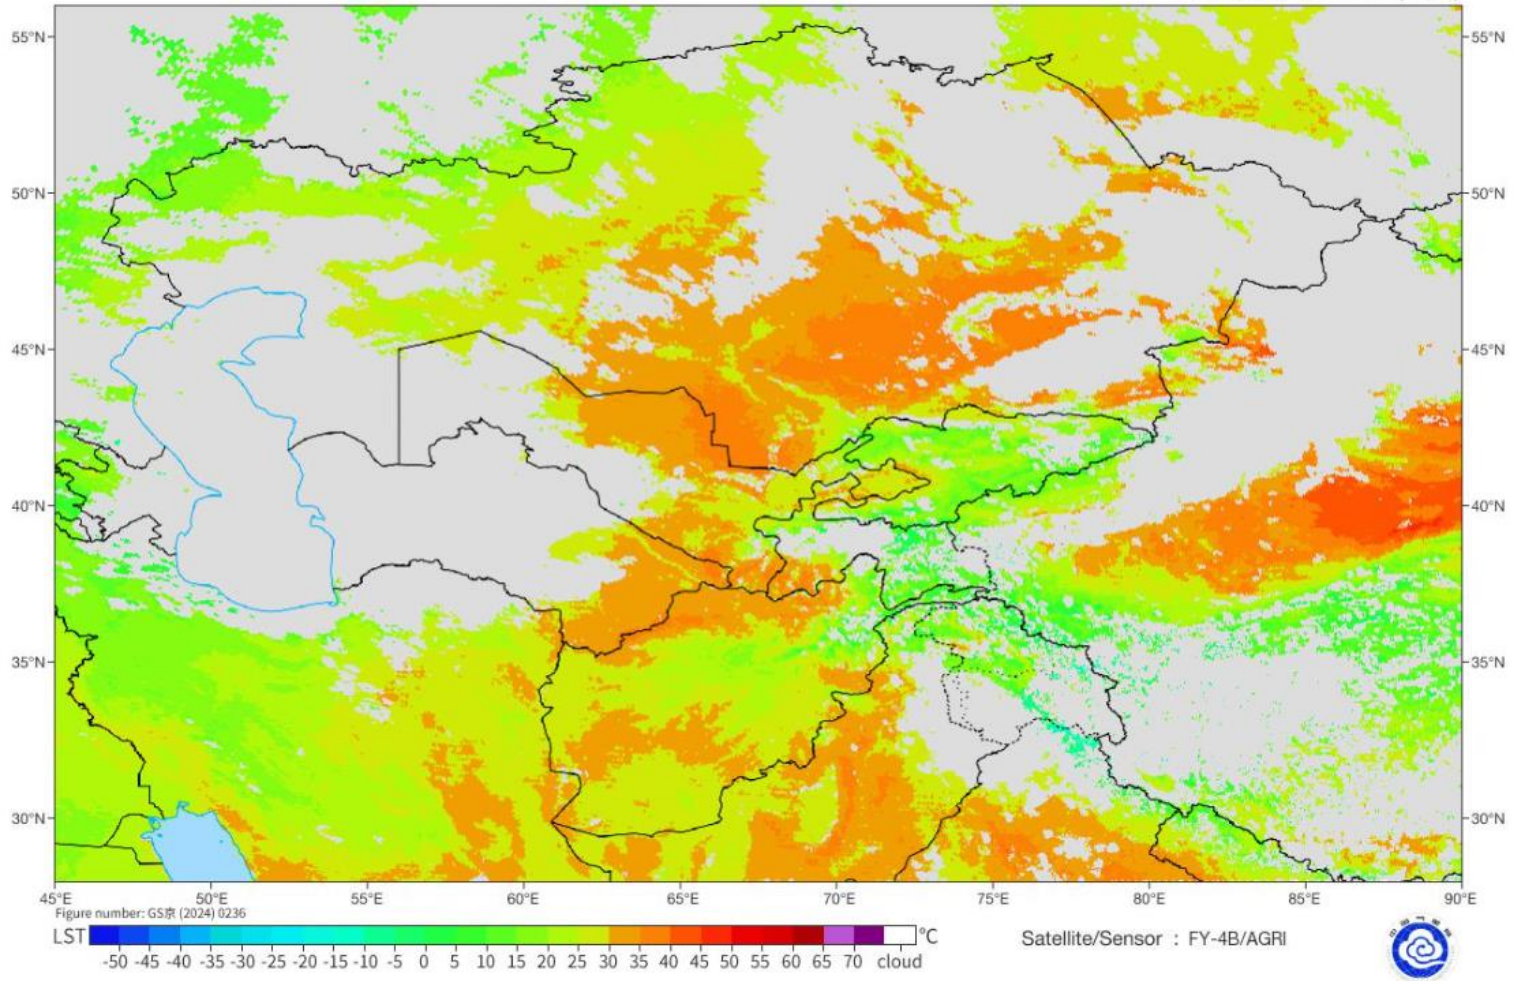 55°N 55°N
50°N 50°N
45°N 45°N
40°N 40°N
35°N 35°N
30°N 30°N
45°E 50°E 55°E 60°E 65°E 70°E 75°E 80°E 85°E 90°E
Figure number: GS京 (2024) 0236
LST °C
-50 -45 -40 -35 -30 -25 -20 -15 -10 -5 0 5 10 15 20 25 30 35 40 45 50 55 60 65 70 cloud
Satellite/Sensor : FY-4B/AGRI